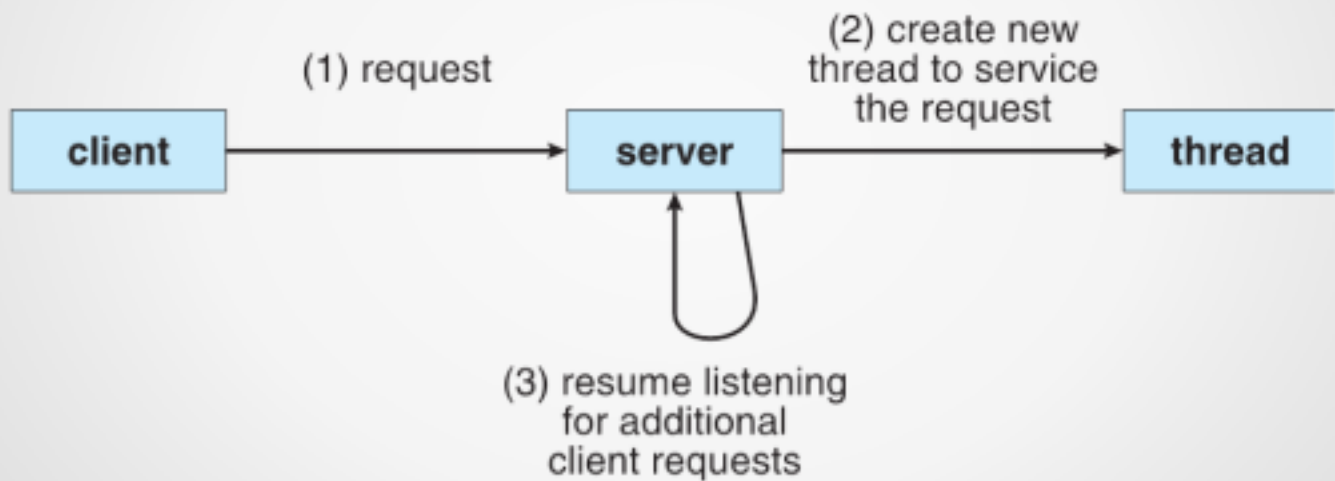 (1) request
(2) create new
thread to service
the request
client
server
thread
(3) resume listening
for additional
client requests